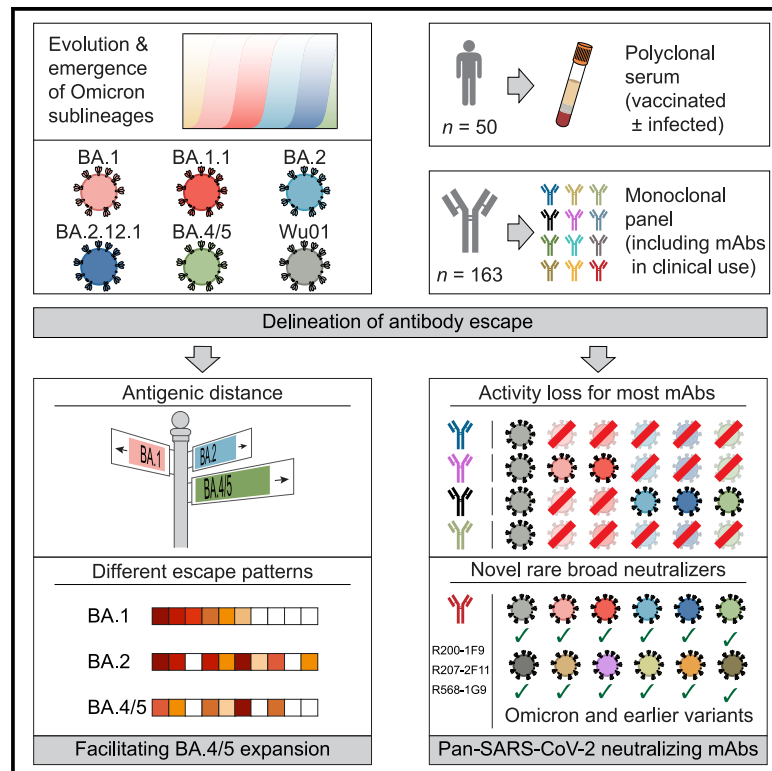 Evolution &
emergence
of Omicron
sublineages
BA.1
BA.1.1
BA.2
BA.2.12.1
BA.4/5
Wu01
n = 50
Polyclonal
serum
(vaccinated
± infected)
n = 163
Monoclonal
panel
(including mAbs
in clinical use)
Delineation of antibody escape
Antigenic distance
BA.1
BA.2
BA.4/5
Different escape patterns
BA.1
BA.2
BA.4/5
Facilitating BA.4/5 expansion
Activity loss for most mAbs
Novel rare broad neutralizers
R200-1F9
R207-2F11
R568-1G9
Omicron and earlier variants
Pan-SARS-CoV-2 neutralizing mAbs